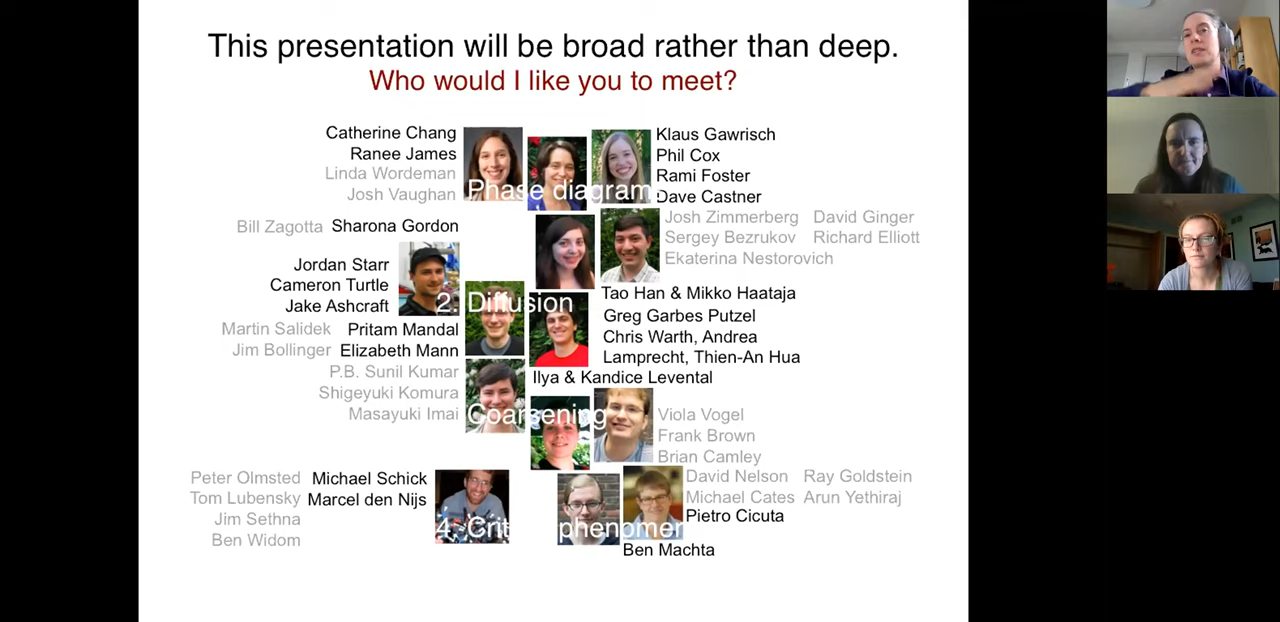 This presentation will be broad rather than deep.
Who would I like you to meet?
Catherine Chang
Ranee James
Linda Wordeman
Josh Vaughan
Klaus Gawrisch
Phil Cox
Rami Foster
Dave Castner
Phase diagram
Bill Zagotta Sharona Gordon
Josh Zimmerberg David Ginger
Sergey Bezrukov Richard Elliott
Ekaterina Nestorovich
Jordan Starr
Cameron Turtle
Jake Ashcraft
2. Diffusion
Tao Han & Mikko Haataja
Greg Garbes Putzel
Chris Warth, Andrea
Lamprecht, Thien-An Hua
Martin Salidek Pritam Mandal
Jim Bollinger Elizabeth Mann
P.B. Sunil Kumar
Shigeyuki Komura
Masayuki Imai
Ilya & Kandice Levental
Coarsening
Viola Vogel
Frank Brown
Brian Camley
Peter Olmsted Michael Schick
Tom Lubensky Marcel den Nijs
Jim Sethna
Ben Widom
David Nelson Ray Goldstein
Michael Cates Arun Yethiraj
Pietro Cicuta
4. Crit phenomen
Ben Machta